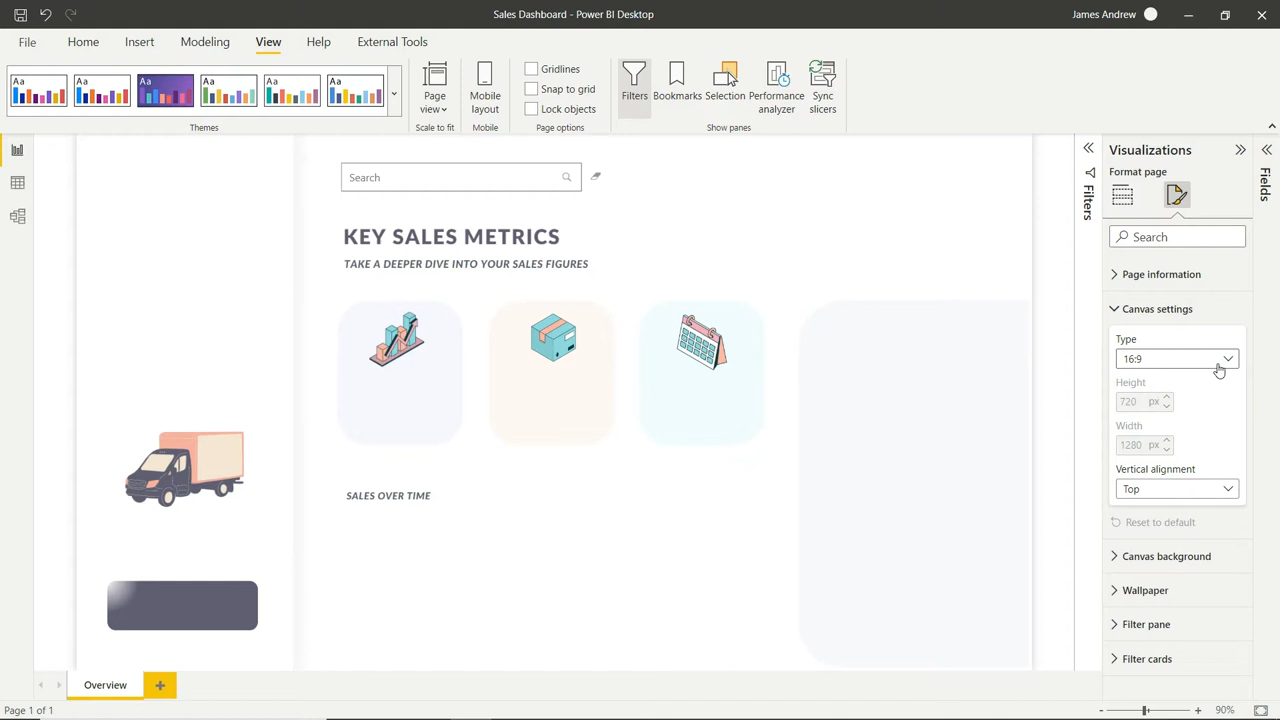 Sales Dashboard - Power BI Desktop
James Andrew
File Home Insert Modeling View Help External Tools
Aa Aa Aa Aa Aa Aa
Page view
Mobile layout
Gridlines
Snap to grid
Lock objects
Filters
Bookmarks
Selection
Performance analyzer
Sync slicers
Themes
Scale to fit
Mobile
Page options
Show panes
Search
KEY SALES METRICS
TAKE A DEEPER DIVE INTO YOUR SALES FIGURES
SALES OVER TIME
Filters
Visualizations
Format page
Search
Page information
Canvas settings
Type
16:9
Height
720 px
Width
1280 px
Vertical alignment
Top
Reset to default
Canvas background
Wallpaper
Filter pane
Filter cards
Fields
Overview
Page 1 of 1
- + 90%